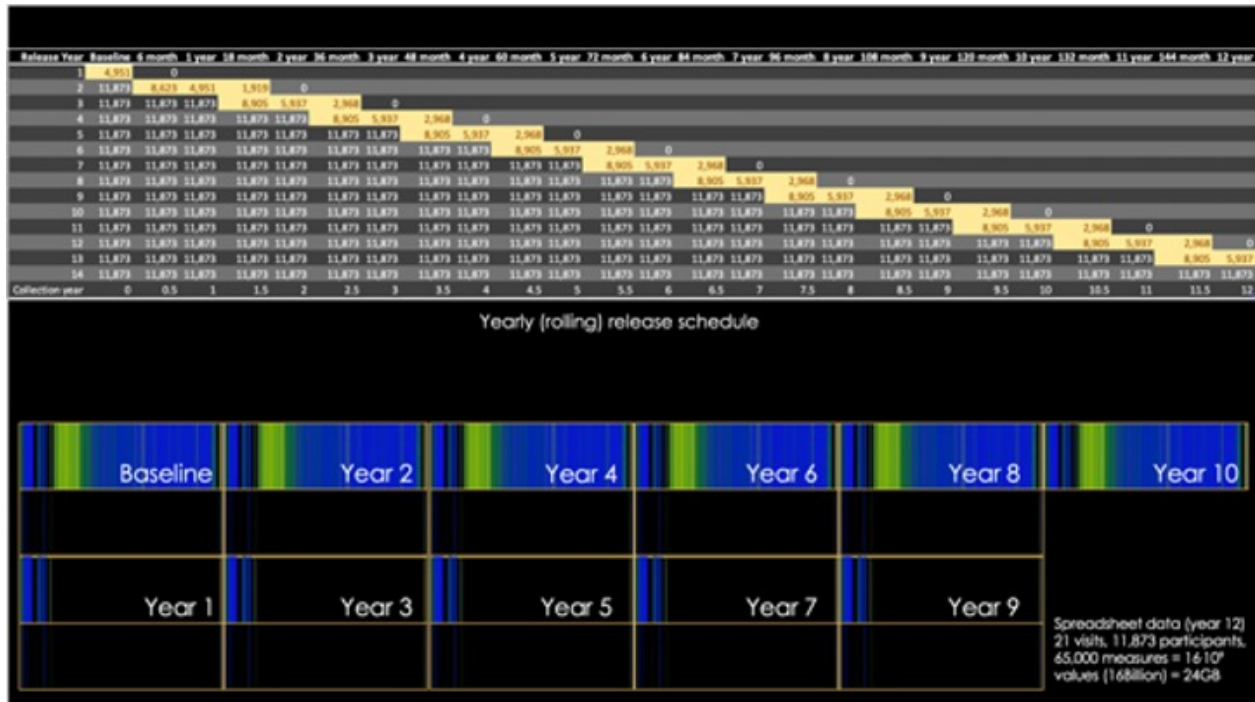 Release Year Baseline 6 month 1 year 18 month 2 year 36 month 3 year 48 month 4 year 60 month 5 year 72 month 6 year 84 month 7 year 96 month 8 year 108 month 9 year 120 month 10 year 132 month 11 year 144 month 12 year
1 4,951 0
2 11,873 8,623 4,951 1,919 0
3 11,873 11,873 11,873 8,905 5,937 2,968 0
4 11,873 11,873 11,873 11,873 11,873 8,905 5,937 2,968 0
5 11,873 11,873 11,873 11,873 11,873 11,873 11,873 8,905 5,937 2,968 0
6 11,873 11,873 11,873 11,873 11,873 11,873 11,873 11,873 11,873 8,905 5,937 2,968 0
7 11,873 11,873 11,873 11,873 11,873 11,873 11,873 11,873 11,873 11,873 11,873 8,905 5,937 2,968 0
8 11,873 11,873 11,873 11,873 11,873 11,873 11,873 11,873 11,873 11,873 11,873 11,873 11,873 8,905 5,937 2,968 0
9 11,873 11,873 11,873 11,873 11,873 11,873 11,873 11,873 11,873 11,873 11,873 11,873 11,873 11,873 11,873 8,905 5,937 2,968 0
10 11,873 11,873 11,873 11,873 11,873 11,873 11,873 11,873 11,873 11,873 11,873 11,873 11,873 11,873 11,873 11,873 11,873 8,905 5,937 2,968 0
11 11,873 11,873 11,873 11,873 11,873 11,873 11,873 11,873 11,873 11,873 11,873 11,873 11,873 11,873 11,873 11,873 11,873 11,873 11,873 8,905 5,937 2,968 0
12 11,873 11,873 11,873 11,873 11,873 11,873 11,873 11,873 11,873 11,873 11,873 11,873 11,873 11,873 11,873 11,873 11,873 11,873 11,873 11,873 11,873 8,905 5,937 2,968 0
13 11,873 11,873 11,873 11,873 11,873 11,873 11,873 11,873 11,873 11,873 11,873 11,873 11,873 11,873 11,873 11,873 11,873 11,873 11,873 11,873 11,873 11,873 11,873 8,905 5,937
14 11,873 11,873 11,873 11,873 11,873 11,873 11,873 11,873 11,873 11,873 11,873 11,873 11,873 11,873 11,873 11,873 11,873 11,873 11,873 11,873 11,873 11,873 11,873 11,873 11,873
Collection year 0 0.5 1 1.5 2 2.5 3 3.5 4 4.5 5 5.5 6 6.5 7 7.5 8 8.5 9 9.5 10 10.5 11 11.5 12
Yearly (rolling) release schedule
Baseline Year 2 Year 4 Year 6 Year 8 Year 10
Year 1 Year 3 Year 5 Year 7 Year 9
Spreadsheet data (year 12)
21 visits, 11,873 participants,
65,000 measures = 16·10⁹
values (16Billion) = 24GB